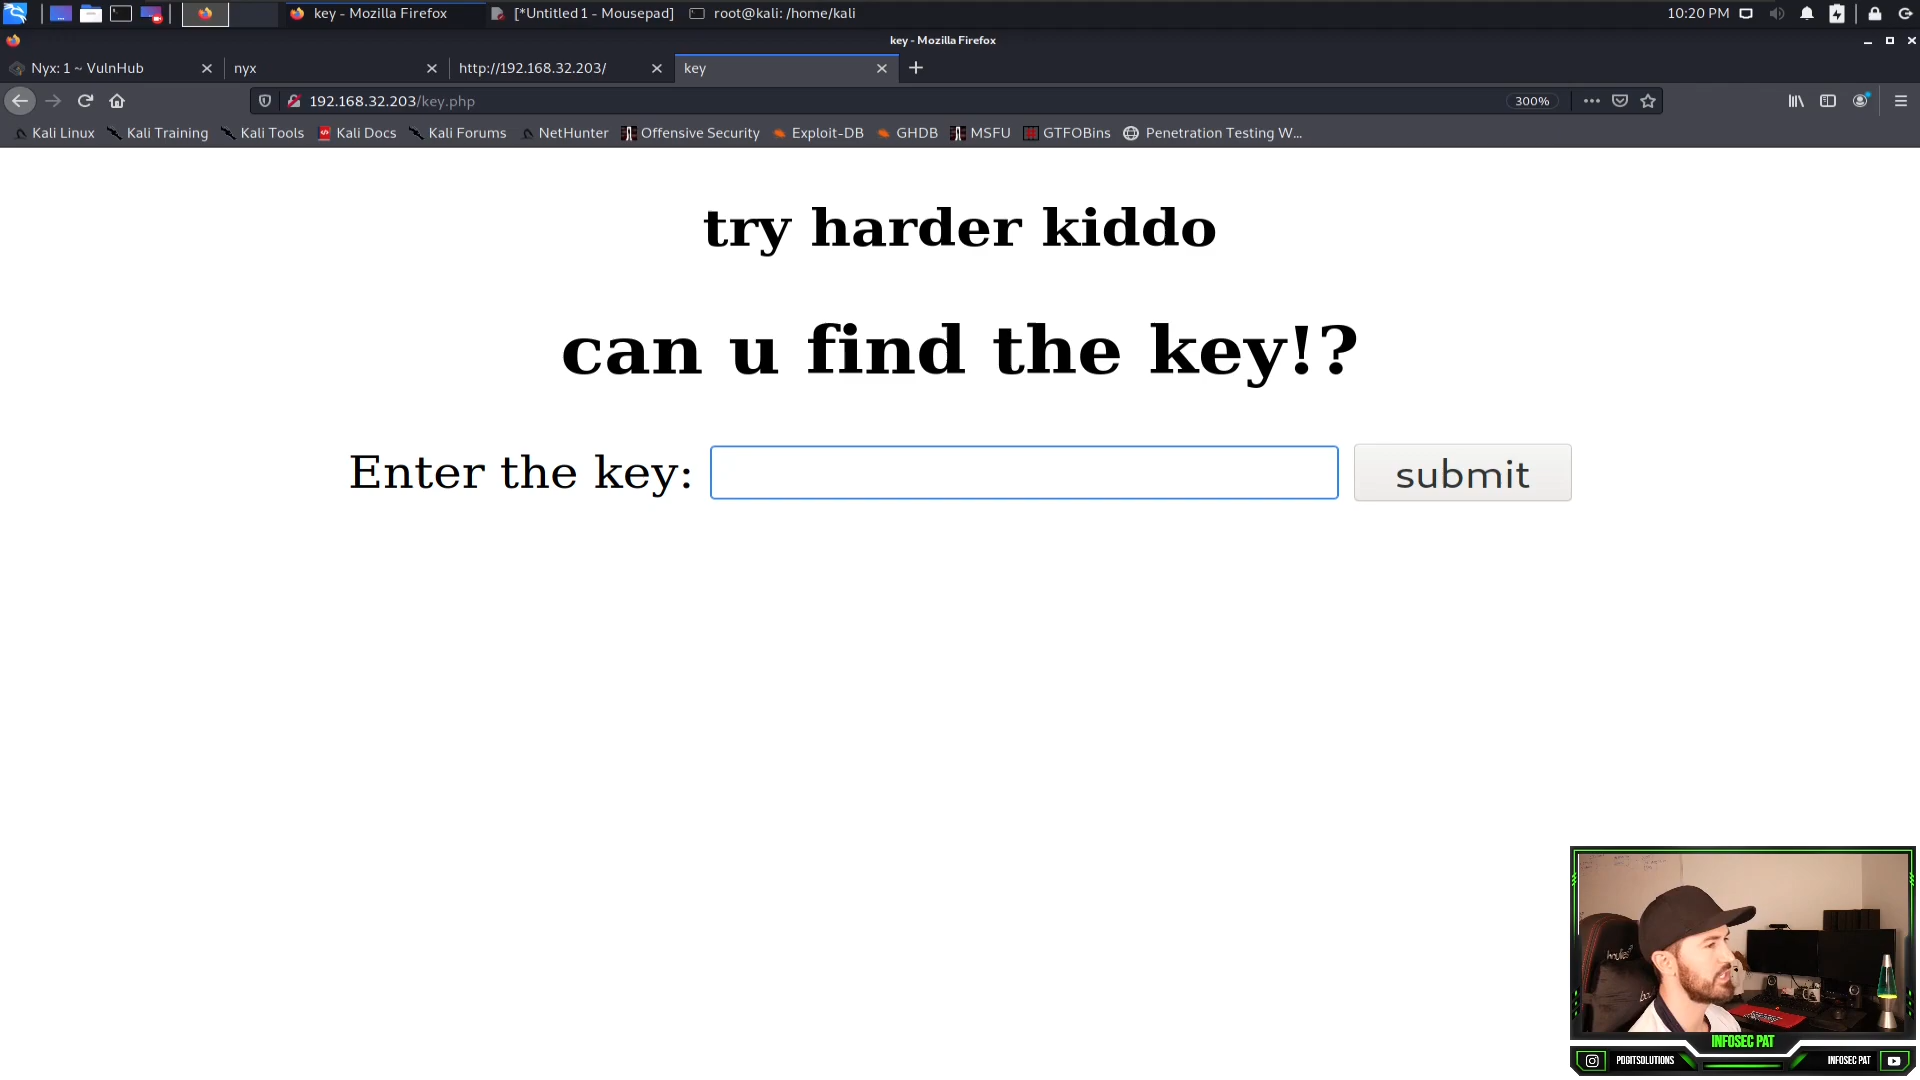 key - Mozilla Firefox
[*Untitled 1 - Mousepad]
root@kali: /home/kali
10:20 PM
key - Mozilla Firefox
Nyx: 1 ~ VulnHub
nyx
http://192.168.32.203/
key
192.168.32.203/key.php
300%
Kali Linux
Kali Training
Kali Tools
Kali Docs
Kali Forums
NetHunter
Offensive Security
Exploit-DB
GHDB
MSFU
GTFOBins
Penetration Testing W...
try harder kiddo
can u find the key!?
Enter the key:
submit
INFOSEC PAT
PDBITSOLUTIONS
INFOSEC PAT